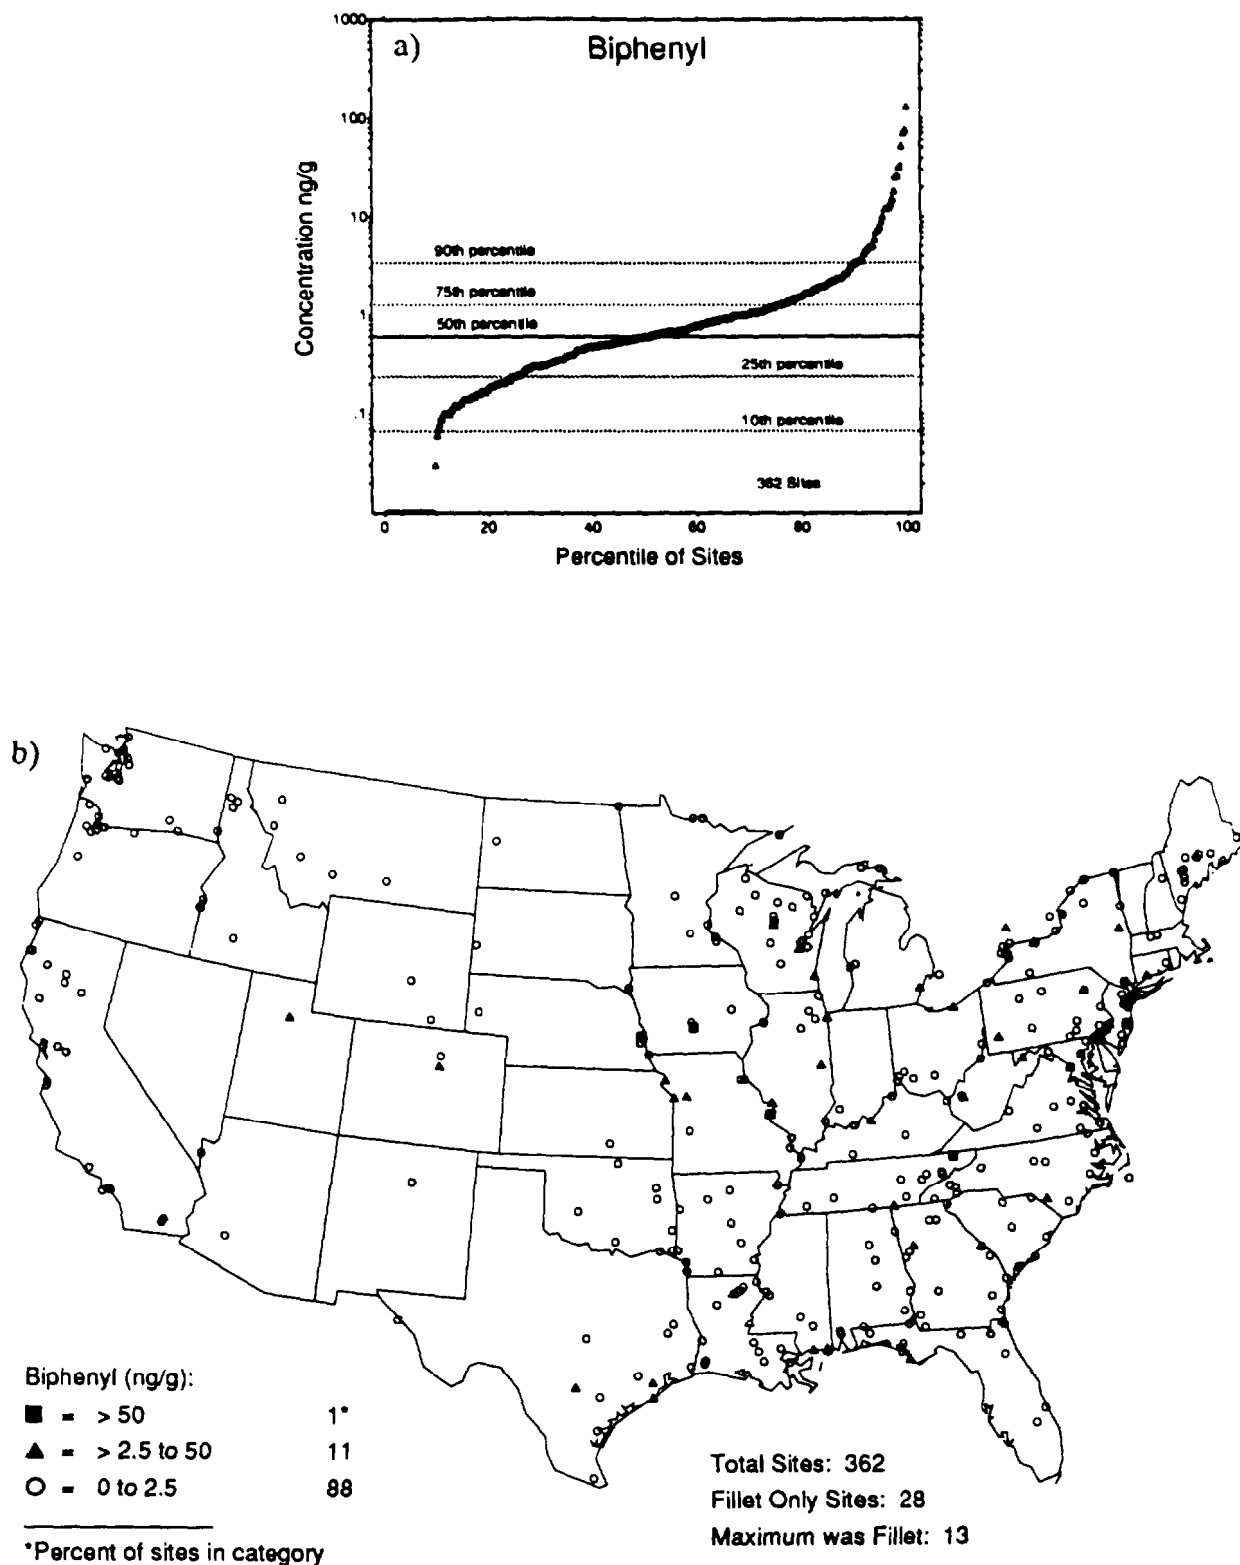 a)
Biphenyl
1000
100
10
1
.1
Concentration ng/g
90th percentile
75th percentile
50th percentile
25th percentile
10th percentile
362 Sites
0 20 40 60 80 100
Percentile of Sites
b)
Biphenyl (ng/g):
■ = > 50 1*
▲ = > 2.5 to 50 11
○ = 0 to 2.5 88
*Percent of sites in category
Total Sites: 362
Fillet Only Sites: 28
Maximum was Fillet: 13